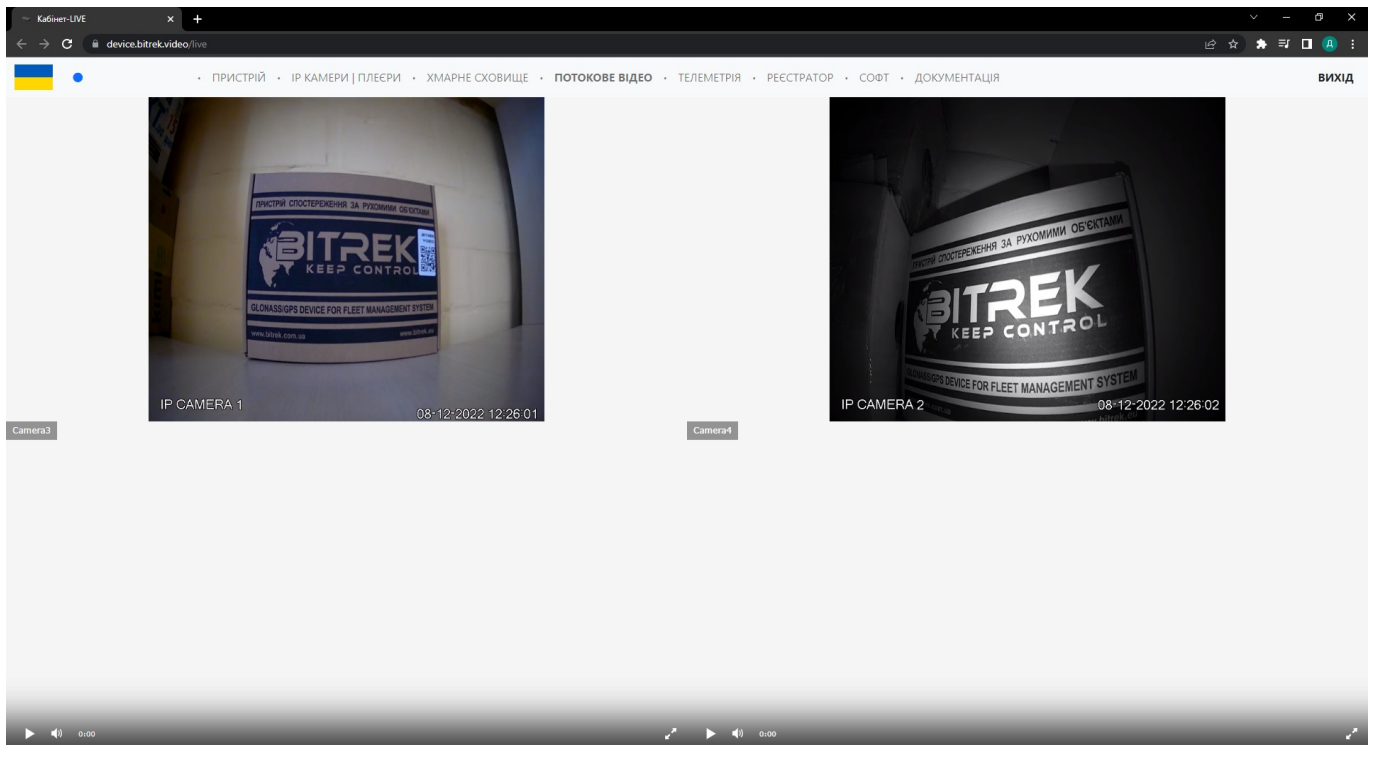 Кабінет-LIVE
device.bitrek.video/live
Д
• ПРИСТРІЙ • IP КАМЕРИ | ПЛЕЄРИ • ХМАРНЕ СХОВИЩЕ • ПОТОКОВЕ ВІДЕО • ТЕЛЕМЕТРІЯ • РЕЄСТРАТОР • СОФТ • ДОКУМЕНТАЦІЯ
ВИХІД
ПРИСТРІЙ СПОСТЕРЕЖЕННЯ ЗА РУХОМИМИ ОБ'ЄКТАМИ
BITREK
KEEP CONTROL
GLONASS/GPS DEVICE FOR FLEET MANAGEMENT SYSTEM
www.bitrek.com.ua www.bitrek.eu
IP CAMERA 1
08-12-2022 12:26:01
ПРИСТРІЙ СПОСТЕРЕЖЕННЯ ЗА РУХОМИМИ ОБ'ЄКТАМИ
BITREK
KEEP CONTROL
GLONASS/GPS DEVICE FOR FLEET MANAGEMENT SYSTEM
IP CAMERA 2
08-12-2022 12:26:02
Camera3
Camera4
0:00
0:00